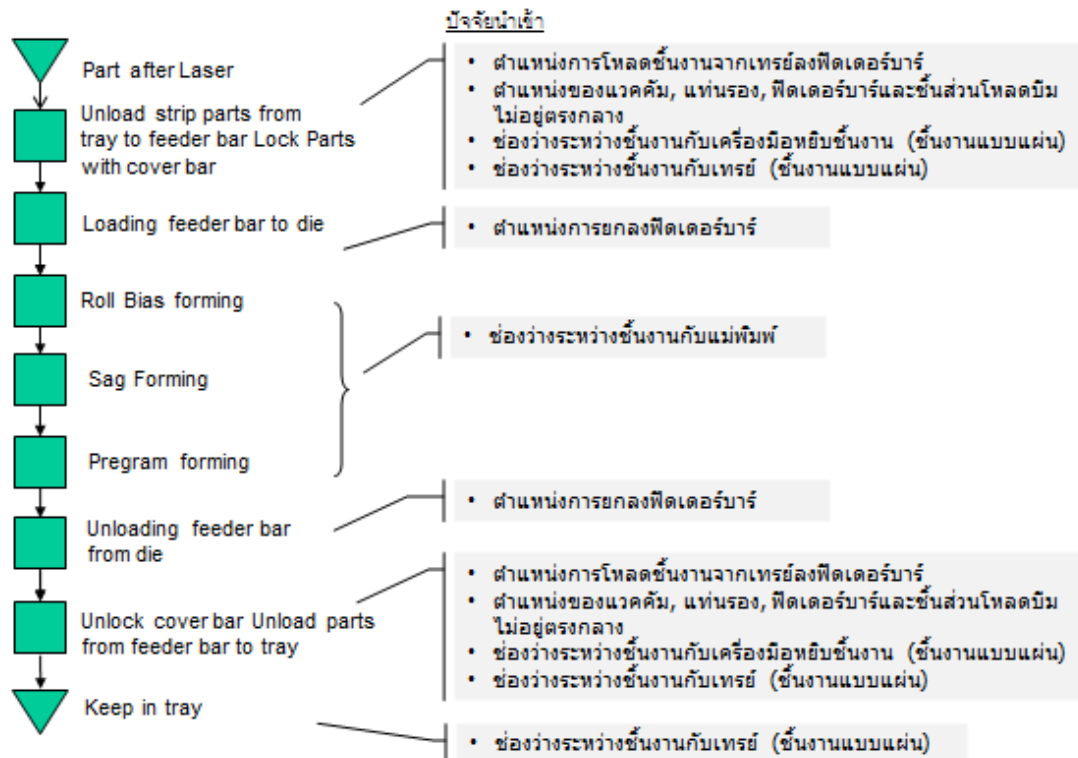 ปัจจัยนำเข้า
Part after Laser
Unload strip parts from
tray to feeder bar Lock Parts
with cover bar
• ตำแหน่งการโหลดชิ้นงานจากเทรย์ลงฟีดเดอร์บาร์
• ตำแหน่งของแวคคัม, แท่นรอง, ฟีดเดอร์บาร์และชิ้นส่วนโหลดบีม
ไม่อยู่ตรงกลาง
• ช่องว่างระหว่างชิ้นงานกับเครื่องมือหยิบชิ้นงาน (ชิ้นงานแบบแผ่น)
• ช่องว่างระหว่างชิ้นงานกับเทรย์ (ชิ้นงานแบบแผ่น)
Loading feeder bar to die
• ตำแหน่งการยกลงฟีดเดอร์บาร์
Roll Bias forming
Sag Forming
Pregram forming
• ช่องว่างระหว่างชิ้นงานกับแม่พิมพ์
Unloading feeder bar
from die
• ตำแหน่งการยกลงฟีดเดอร์บาร์
Unlock cover bar Unload parts
from feeder bar to tray
• ตำแหน่งการโหลดชิ้นงานจากเทรย์ลงฟีดเดอร์บาร์
• ตำแหน่งของแวคคัม, แท่นรอง, ฟีดเดอร์บาร์และชิ้นส่วนโหลดบีม
ไม่อยู่ตรงกลาง
• ช่องว่างระหว่างชิ้นงานกับเครื่องมือหยิบชิ้นงาน (ชิ้นงานแบบแผ่น)
• ช่องว่างระหว่างชิ้นงานกับเทรย์ (ชิ้นงานแบบแผ่น)
Keep in tray
• ช่องว่างระหว่างชิ้นงานกับเทรย์ (ชิ้นงานแบบแผ่น)